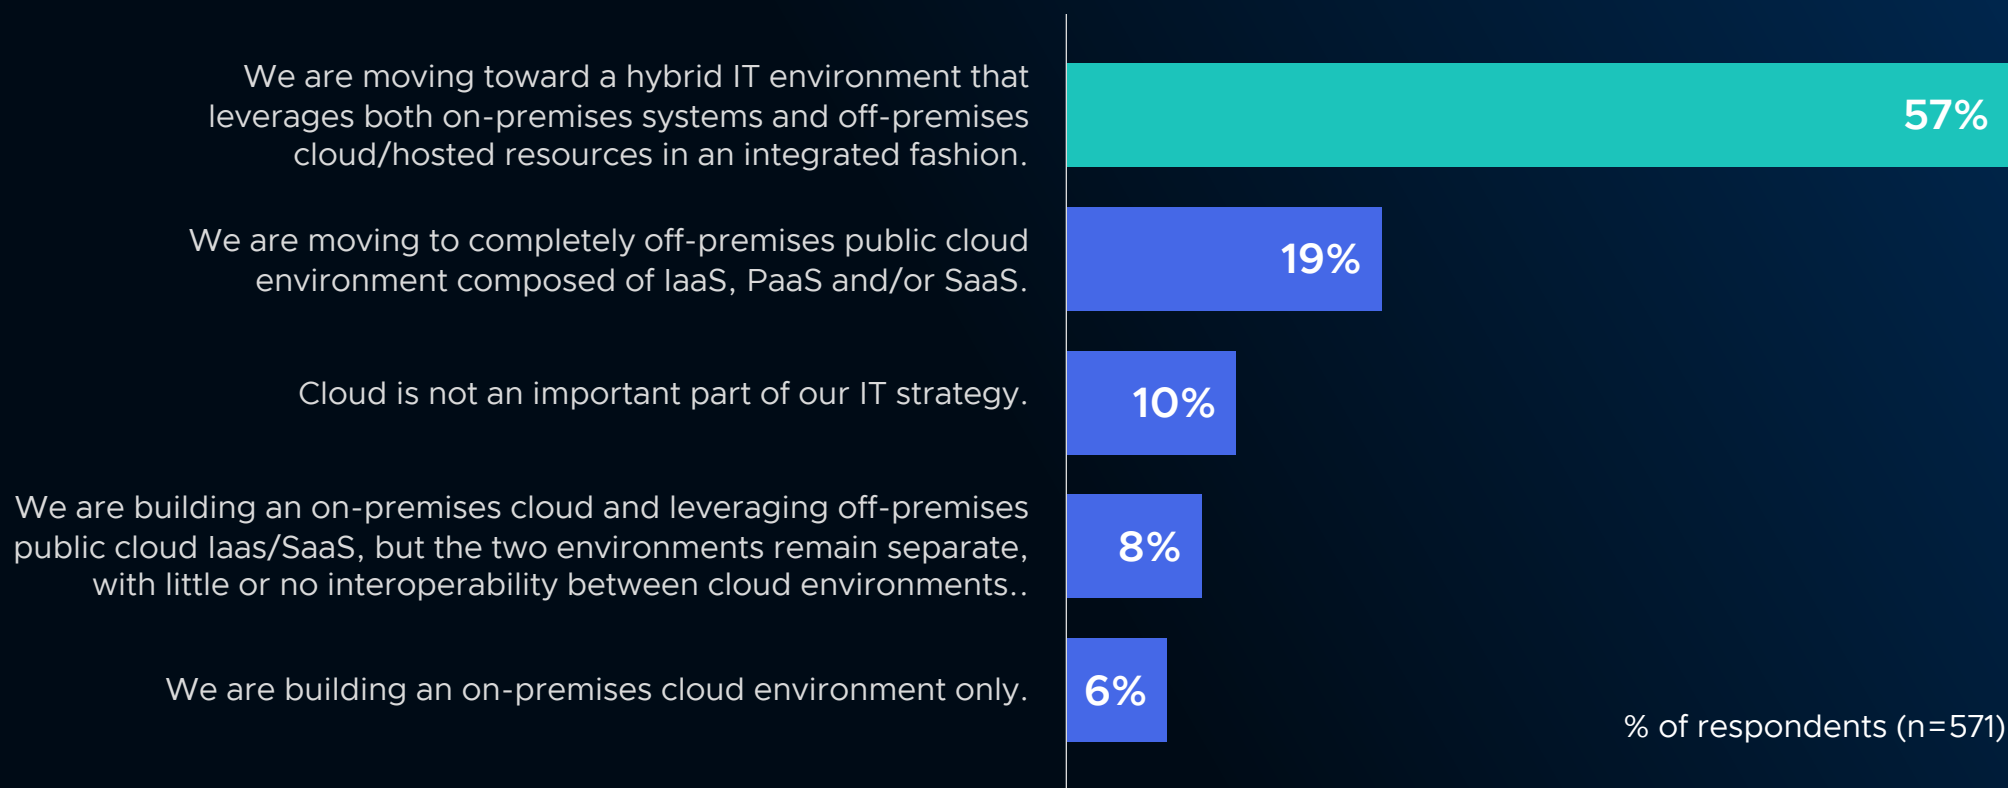 We are moving toward a hybrid IT environment that
leverages both on-premises systems and off-premises
cloud/hosted resources in an integrated fashion.
57%
We are moving to completely off-premises public cloud
environment composed of IaaS, PaaS and/or SaaS.
19%
Cloud is not an important part of our IT strategy.
10%
We are building an on-premises cloud and leveraging off-premises
public cloud Iaas/SaaS, but the two environments remain separate,
with little or no interoperability between cloud environments..
8%
We are building an on-premises cloud environment only.
6%
% of respondents (n=571)